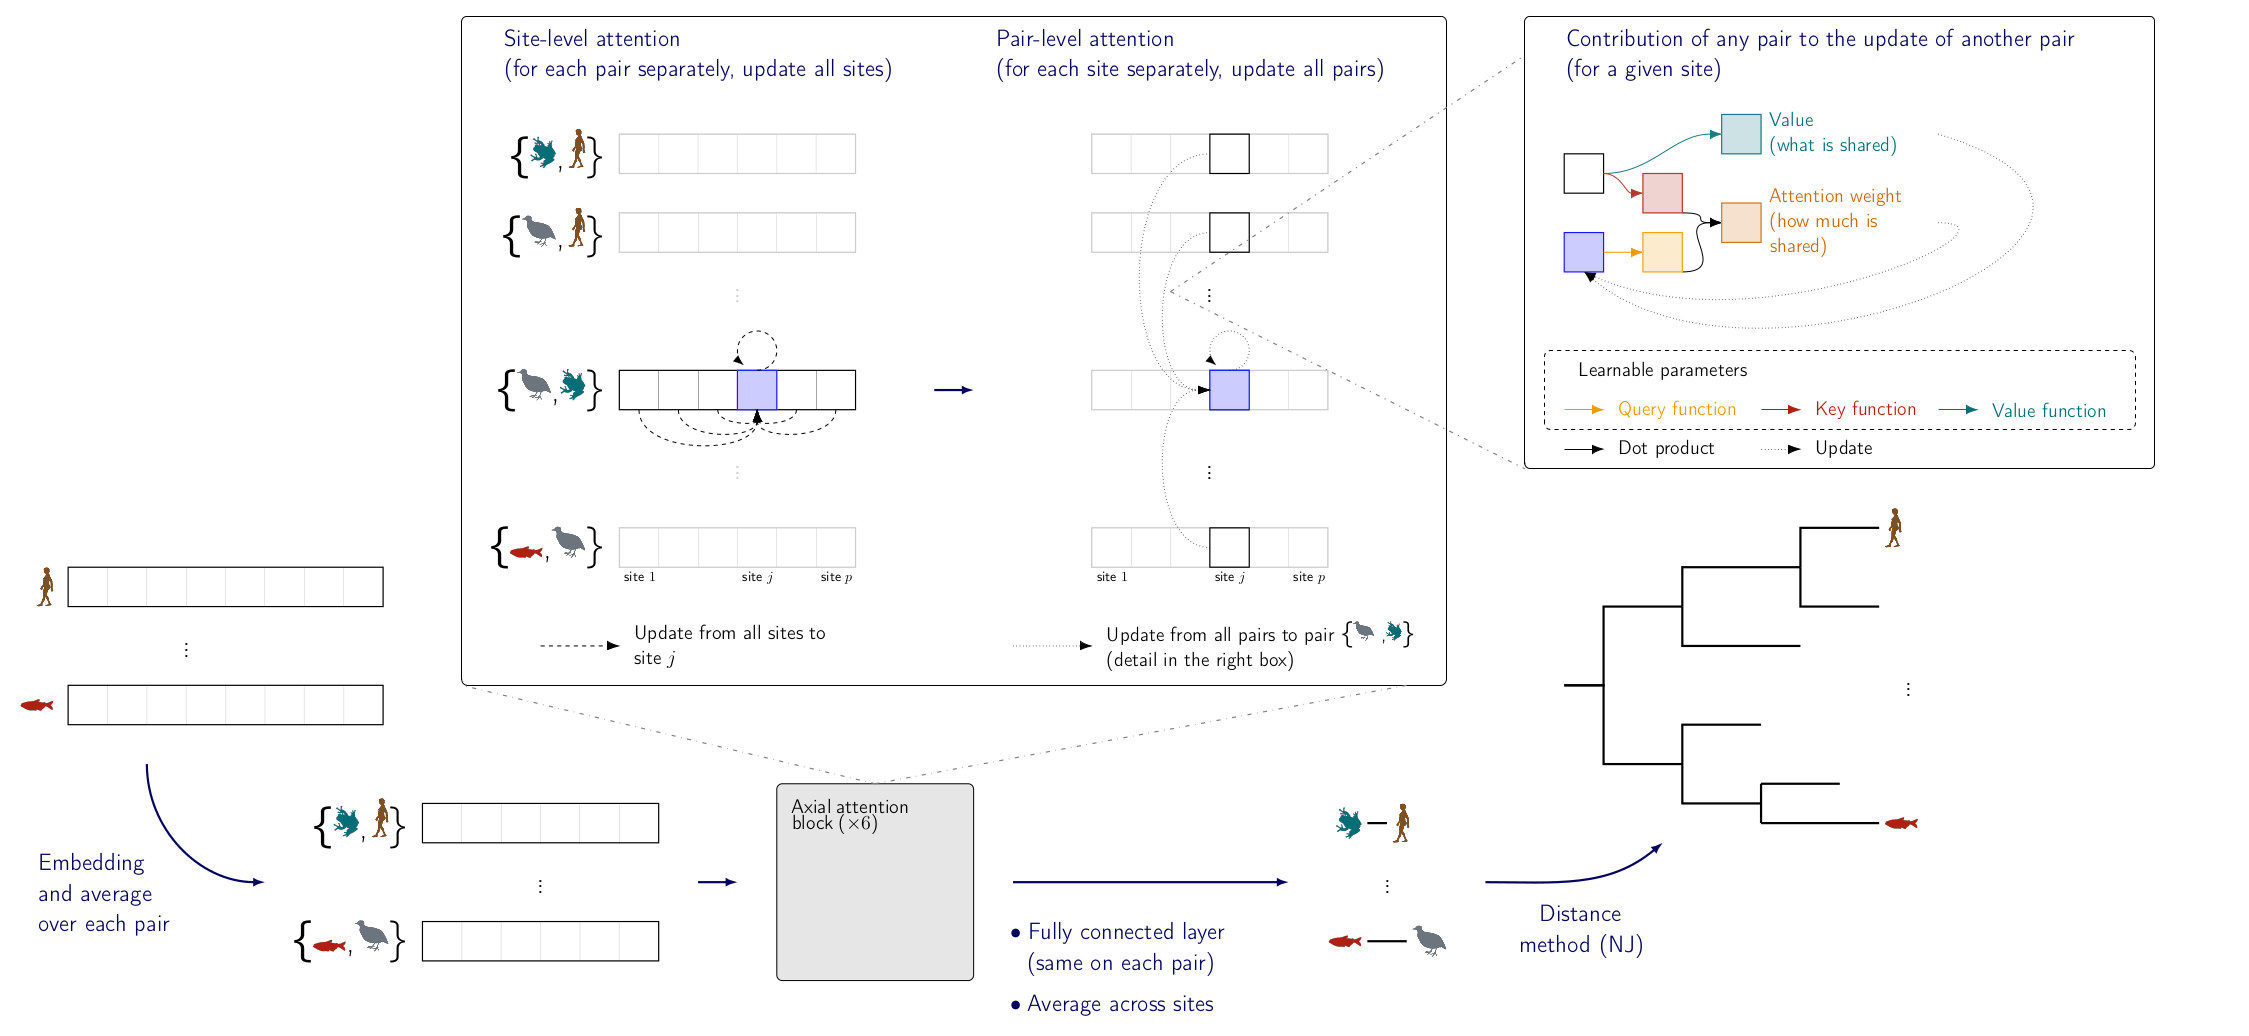 Site-level attention
(for each pair separately, update all sites)
Pair-level attention
(for each site separately, update all pairs)
site 1
site j
site p
site 1
site j
site p
Update from all sites to
site j
Update from all pairs to pair { , }
(detail in the right box)
Contribution of any pair to the update of another pair
(for a given site)
Value
(what is shared)
Attention weight
(how much is
shared)
Learnable parameters
Query function
Key function
Value function
Dot product
Update
Embedding
and average
over each pair
Axial attention
block (×6)
• Fully connected layer
(same on each pair)
• Average across sites
Distance
method (NJ)